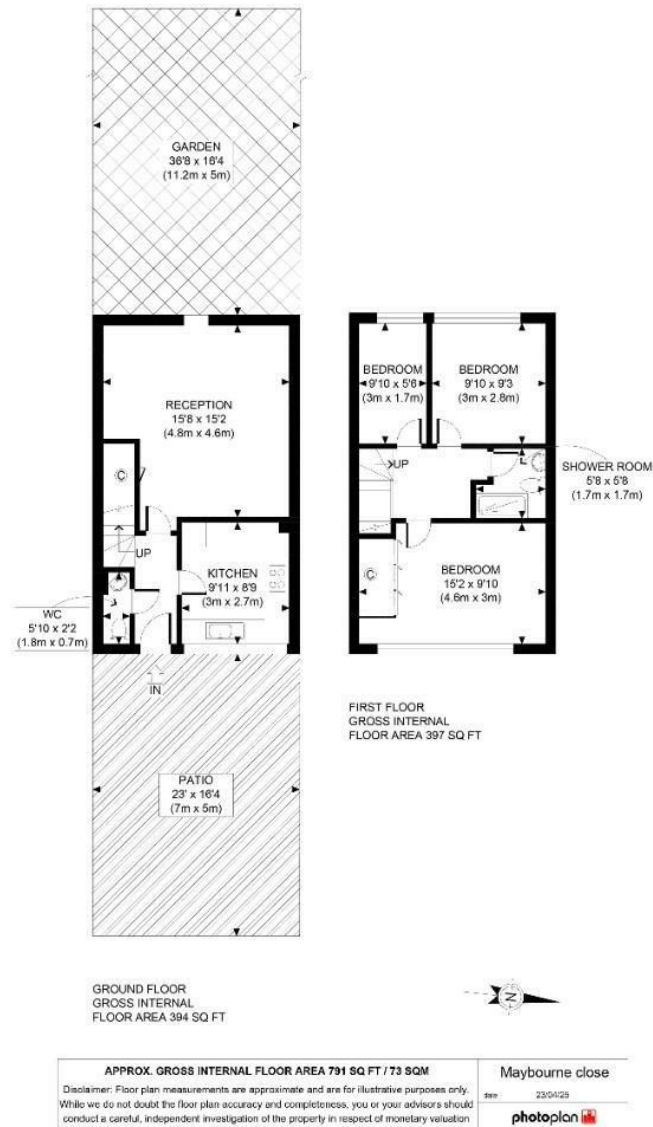 GARDEN
36'8 x 16'4
(11.2m x 5m)
RECEPTION
15'8 x 15'2
(4.8m x 4.6m)
C
UP
KITCHEN
9'11 x 8'9
(3m x 2.7m)
WC
5'10 x 2'2
(1.8m x 0.7m)
IN
PATIO
23' x 16'4
(7m x 5m)
GROUND FLOOR
GROSS INTERNAL
FLOOR AREA 394 SQ FT
BEDROOM
9'10 x 5'6
(3m x 1.7m)
BEDROOM
9'10 x 9'3
(3m x 2.8m)
UP
SHOWER ROOM
5'8 x 5'8
(1.7m x 1.7m)
C
BEDROOM
15'2 x 9'10
(4.6m x 3m)
FIRST FLOOR
GROSS INTERNAL
FLOOR AREA 397 SQ FT
N
APPROX. GROSS INTERNAL FLOOR AREA 791 SQ FT / 73 SQM
Disclaimer: Floor plan measurements are approximate and are for illustrative purposes only.
While we do not doubt the floor plan accuracy and completeness, you or your advisors should
conduct a careful, independent investigation of the property in respect of monetary valuation
Maybourne close
date 23/04/25
photoplan